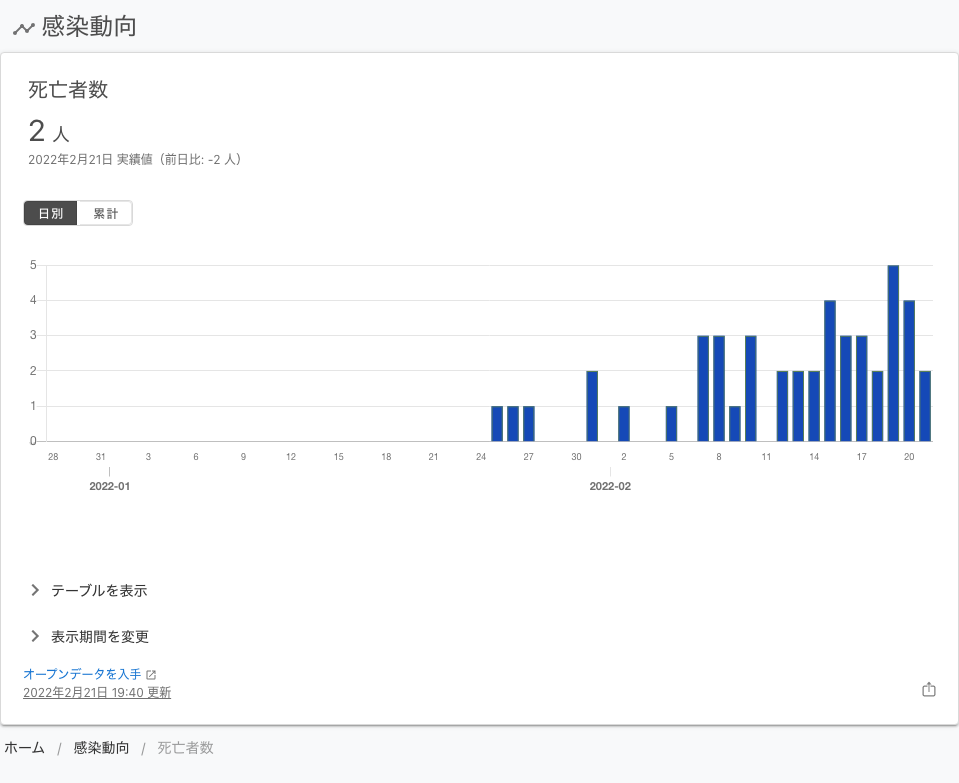 感染動向
死亡者数
2 人
2022年2月21日 実績値（前日比: -2 人）
日別 累計
5
4
3
2
1
0
28 31 3 6 9 12 15 18 21 24 27 30 2 5 8 11 14 17 20
2022-01 2022-02
テーブルを表示
表示期間を変更
オープンデータを入手
2022年2月21日 19:40 更新
ホーム / 感染動向 / 死亡者数